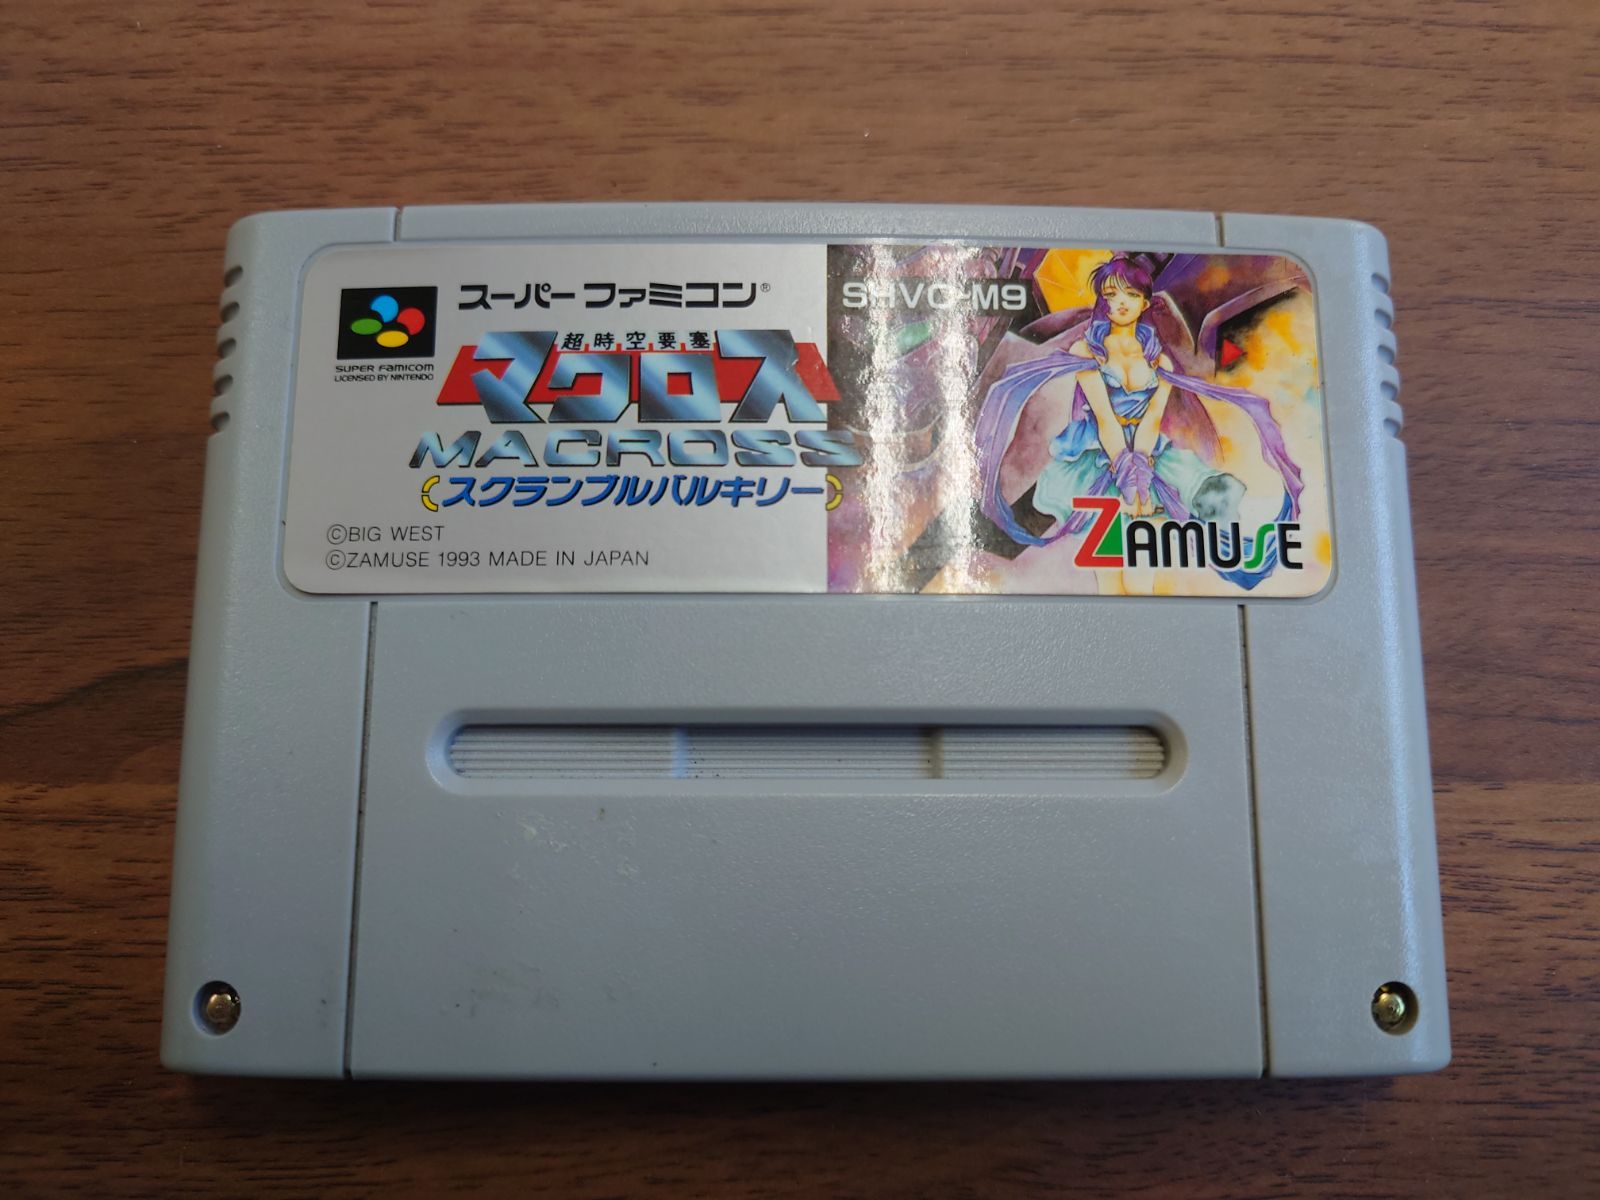 スーパーファミコン®
SHVC-M9
SUPER FAMICOM
LICENSED BY NINTENDO
超時空要塞
マクロス
MACROSS
スクランブルバルキリー
©BIG WEST
©ZAMUSE 1993 MADE IN JAPAN
ZAMUSE